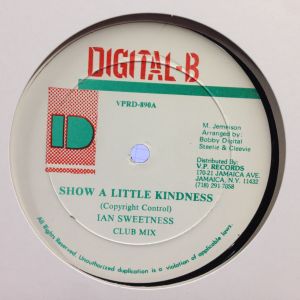 DIGITAL-B
VPRD-890A
M. Jemeison
Arranged by:
Bobby Digital
Steelie & Cleevie
ID
Distributed By:
V.P. RECORDS
170-21 JAMAICA AVE.
JAMAICA, N.Y. 11432
(718) 291-7058
SHOW A LITTLE KINDNESS
(Copyright Control)
IAN SWEETNESS
CLUB MIX
All Rights Reserved. Unauthorized duplication is a violation of applicable laws.